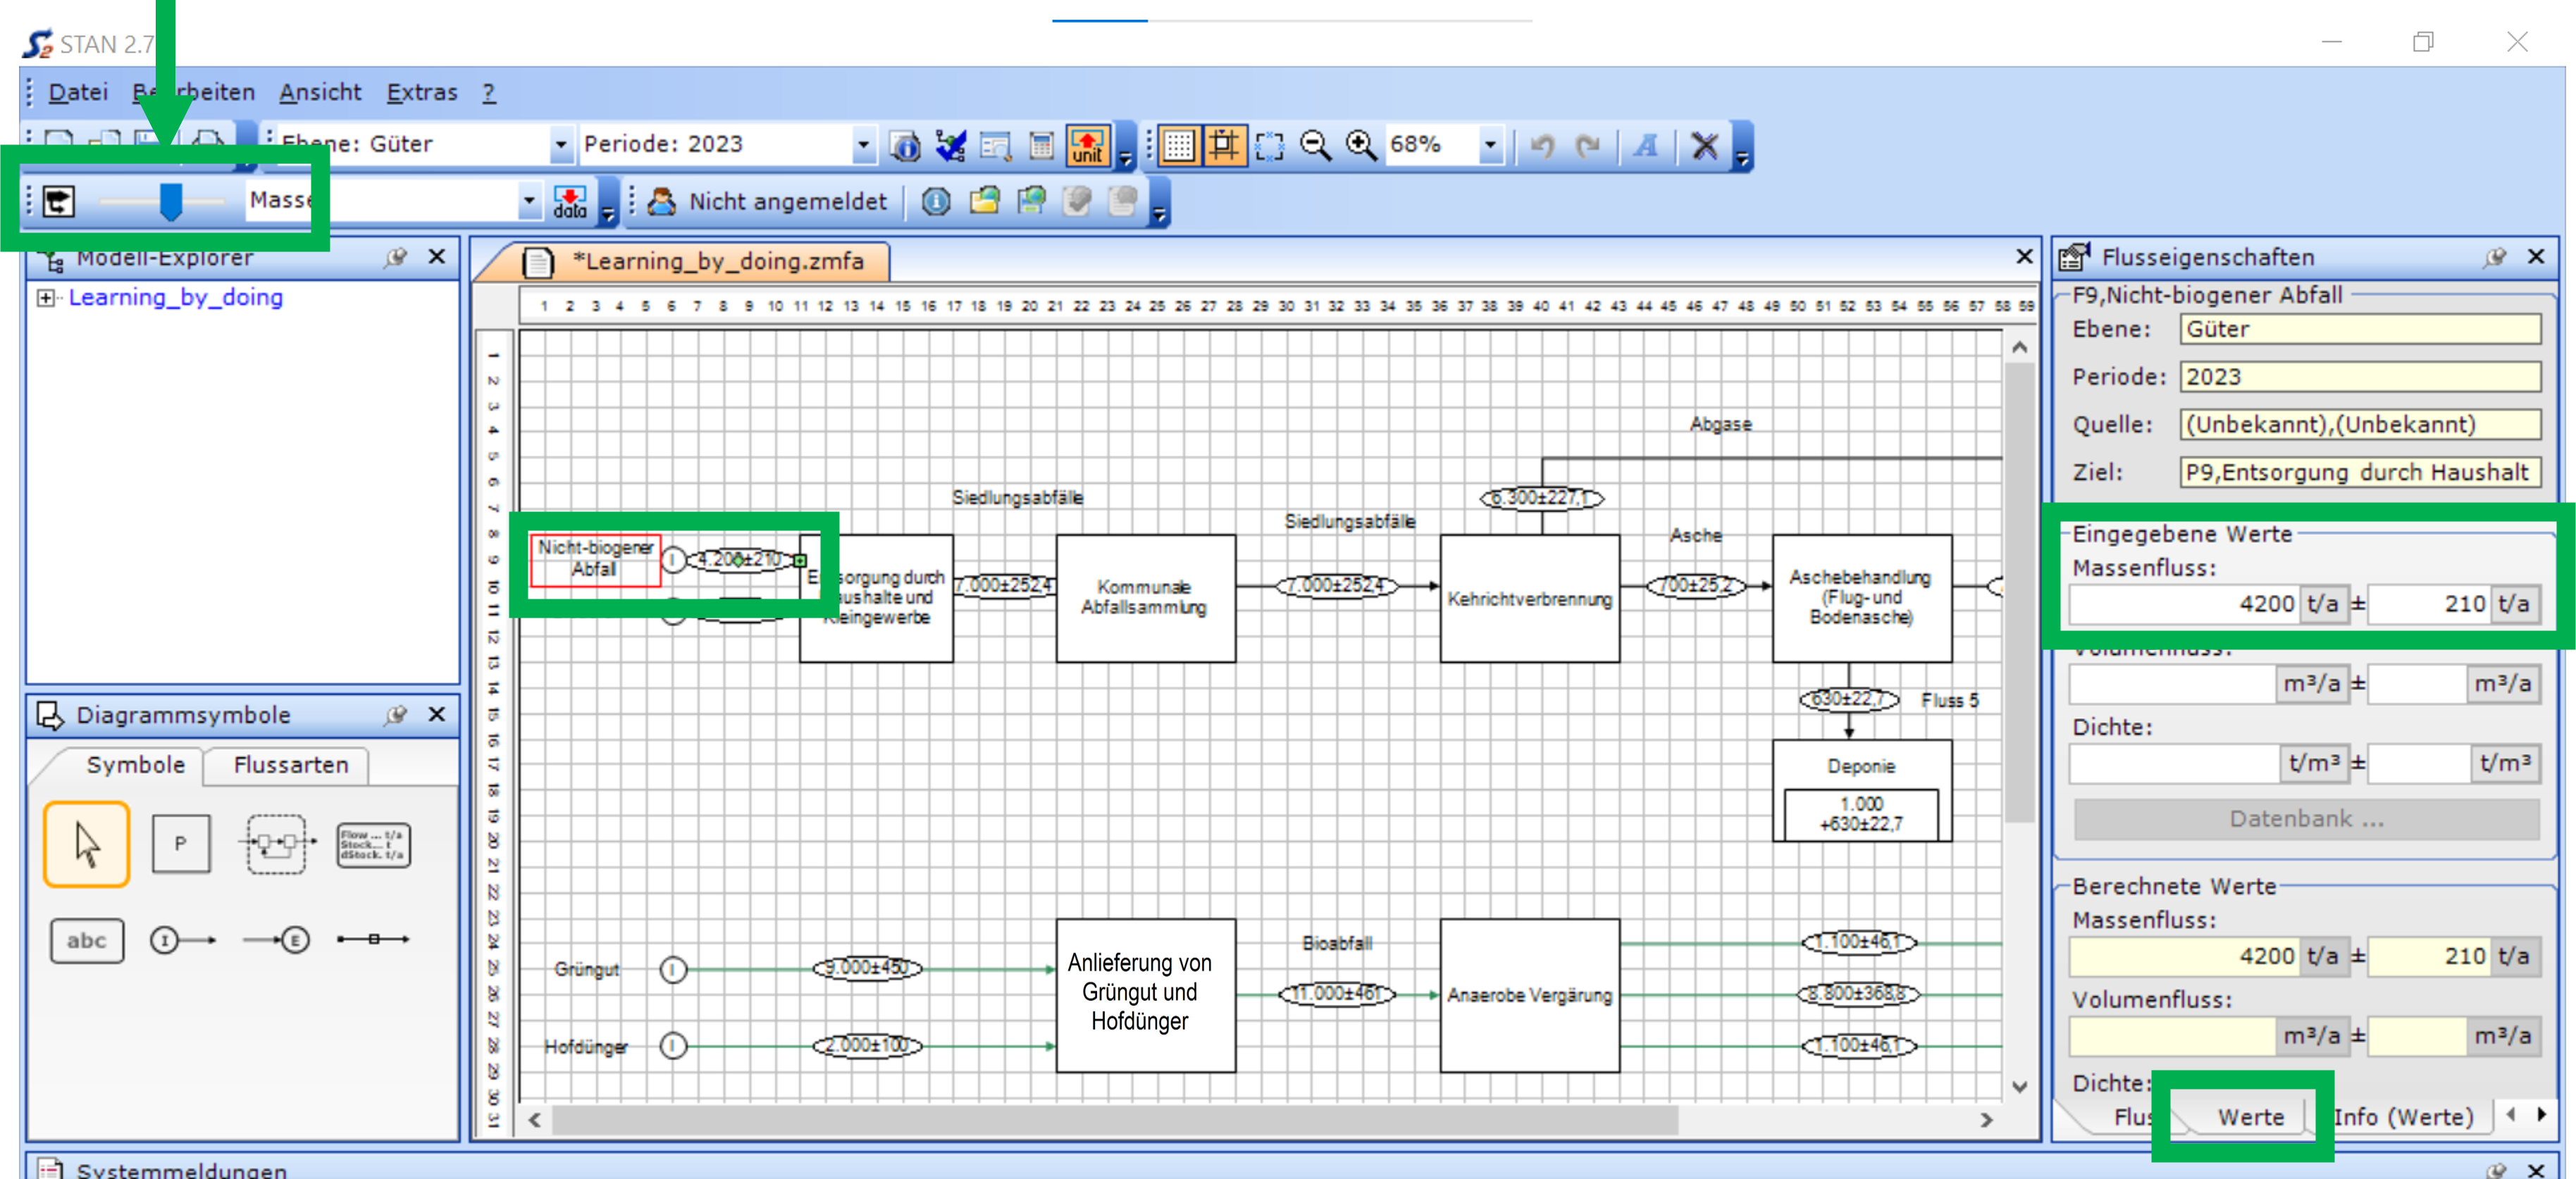 STAN 2.7
Datei Bearbeiten Ansicht Extras ?
Ebene: Güter Periode: 2023 unit 68% A
Masse data Nicht angemeldet
Modell-Explorer
Learning_by_doing
Diagrammsymbole
Symbole Flussarten
P
Flow ... t/a
Stock... t
dStock. t/a
abc I E
*Learning_by_doing.zmfa
1 2 3 4 5 6 7 8 9 10 11 12 13 14 15 16 17 18 19 20 21 22 23 24 25 26 27 28 29 30 31 32 33 34 35 36 37 38 39 40 41 42 43 44 45 46 47 48 49 50 51 52 53 54 55 56 57 58 59
1
2
3
4
5
6
7
8
9
10
11
12
13
14
15
16
17
18
19
20
21
22
23
24
25
26
27
28
29
30
31
Abgase
6.300±227,1
Siedlungsabfälle
Siedlungsabfälle
Asche
Nicht-biogener
Abfall
I
4.200±210
durch
Haushalte und
Kleingewerbe
7.000±252,4
Kommunale
Abfallsammlung
7.000±252,4
Kehrichtverbrennung
700±25,2
Aschebehandlung
(Flug- und
Bodenasche)
630±22,7
Fluss 5
Deponie
1.000
+630±22,7
Grüngut
I
9.000±450
Hofdünger
I
2.000±100
Anlieferung von
Grüngut und
Hofdünger
Bioabfall
11.000±461
Anaerobe Vergärung
1.100±46,1
8.800±368,8
1.100±46,1
Flusseigenschaften
F9,Nicht-biogener Abfall
Ebene: Güter
Periode: 2023
Quelle: (Unbekannt),(Unbekannt)
Ziel: P9,Entsorgung durch Haushalt
Eingegebene Werte
Massenfluss:
4200 t/a ± 210 t/a
Volumenfluss:
m³/a ± m³/a
Dichte:
t/m³ ± t/m³
Datenbank ...
Berechnete Werte
Massenfluss:
4200 t/a ± 210 t/a
Volumenfluss:
m³/a ± m³/a
Dichte:
Flus Werte Info (Werte)
Systemmeldungen